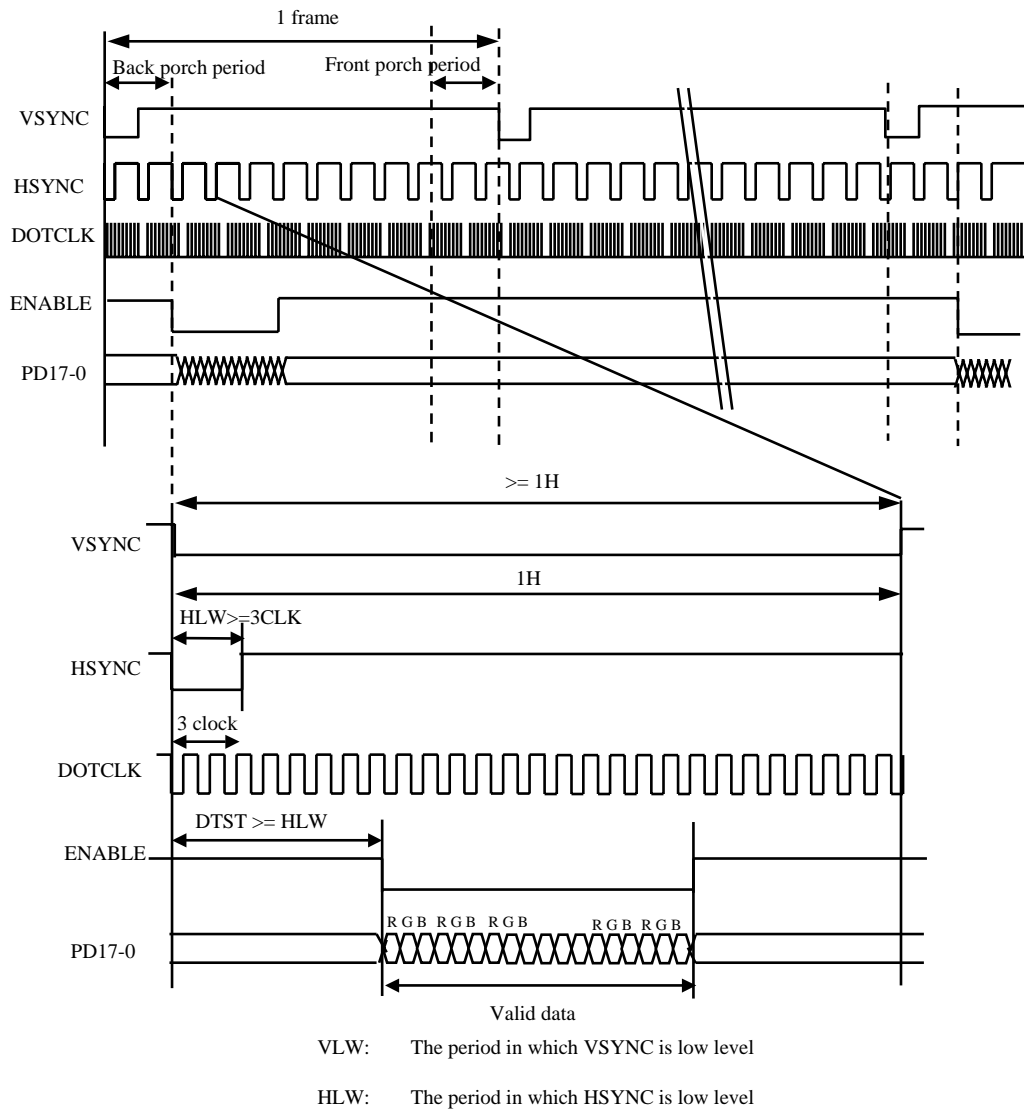 1 frame
Back porch period
Front porch period
VSYNC
HSYNC
DOTCLK
ENABLE
PD17-0
>= 1H
VSYNC
1H
HLW>=3CLK
HSYNC
3 clock
DOTCLK
DTST >= HLW
ENABLE
R G B R G B R G B R G B R G B
PD17-0
Valid data
VLW: The period in which VSYNC is low level
HLW: The period in which HSYNC is low level